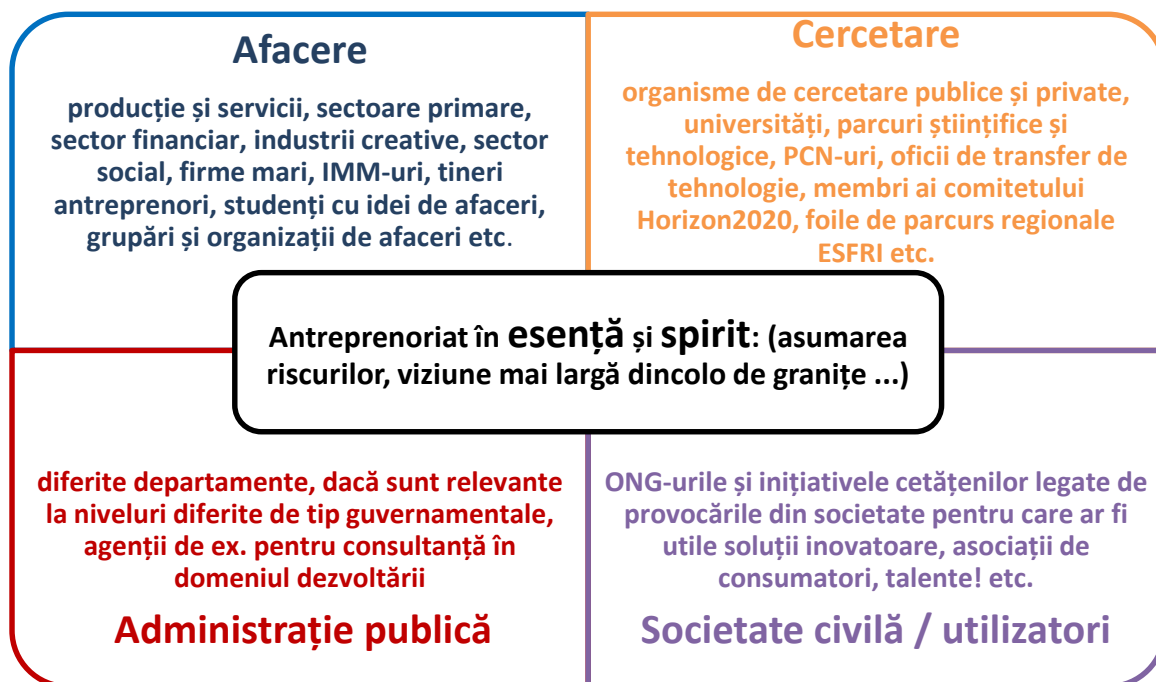 Afacere
producție și servicii, sectoare primare,
sector financiar, industrii creative, sector
social, firme mari, IMM-uri, tineri
antreprenori, studenți cu idei de afaceri,
grupări și organizații de afaceri etc.
Cercetare
organisme de cercetare publice și private,
universități, parcuri științifice și
tehnologice, PCN-uri, oficii de transfer de
tehnologie, membri ai comitetului
Horizon2020, foile de parcurs regionale
ESFRI etc.
Antreprenoriat în esență și spirit: (asumarea
riscurilor, viziune mai largă dincolo de granițe ...)
diferite departamente, dacă sunt relevante
la niveluri diferite de tip guvernamentale,
agenții de ex. pentru consultanță în
domeniul dezvoltării
Administrație publică
ONG-urile și inițiativele cetățenilor legate de
provocările din societate pentru care ar fi
utile soluții inovatoare, asociații de
consumatori, talente! etc.
Societate civilă / utilizatori